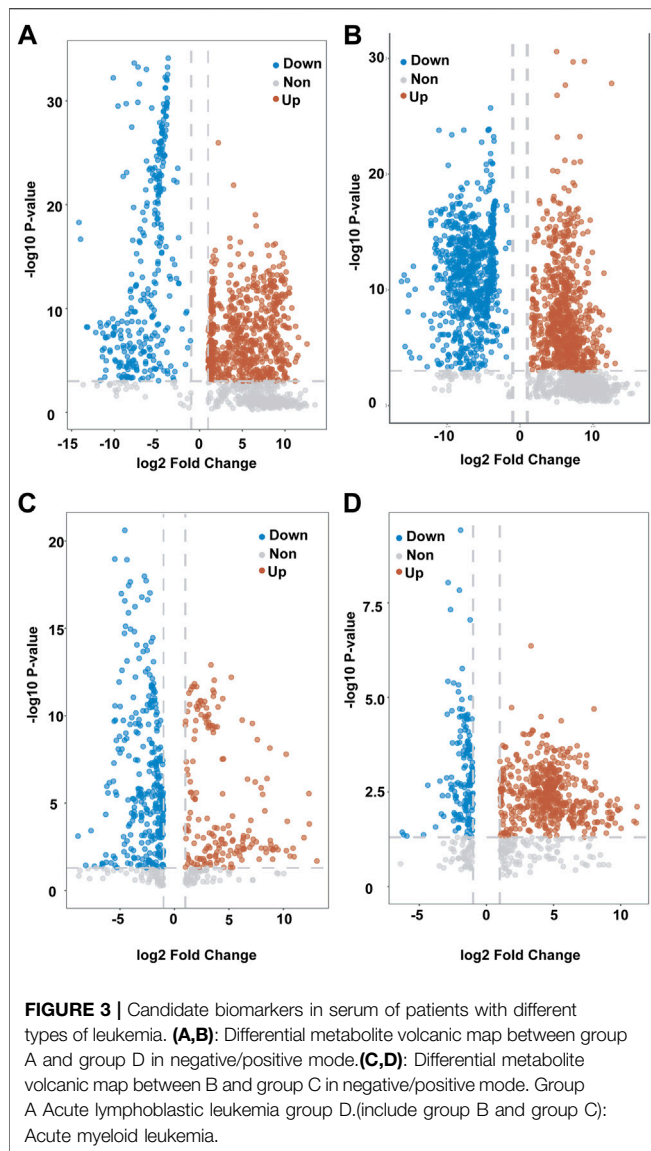 A
Down
Non
Up
30
20
10
0
-log10 P-value
-15
-10
-5
0
5
10
log2 Fold Change
B
Down
Non
Up
30
20
10
0
-log10 P-value
-10
0
10
log2 Fold Change
C
Down
Non
Up
20
15
10
5
0
-log10 P-value
-5
0
5
10
log2 Fold Change
D
Down
Non
Up
7.5
5.0
2.5
0
-log10 P-value
-5
0
5
10
log2 Fold Change
FIGURE 3 | Candidate biomarkers in serum of patients with different
types of leukemia. (A,B): Differential metabolite volcanic map between group
A and group D in negative/positive mode.(C,D): Differential metabolite
volcanic map between B and group C in negative/positive mode. Group
A Acute lymphoblastic leukemia group D.(include group B and group C):
Acute myeloid leukemia.